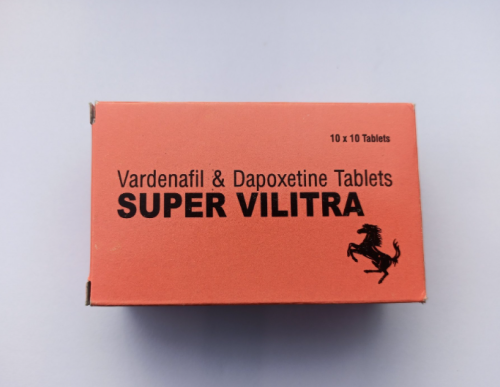 10 x 10 Tablets
Vardenafil & Dapoxetine Tablets
SUPER VILITRA